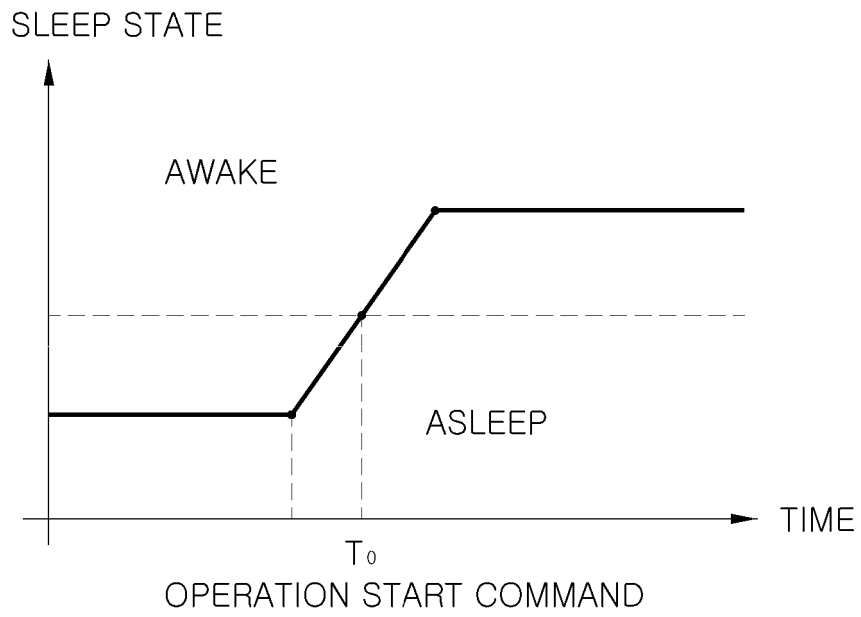 SLEEP STATE
AWAKE
ASLEEP
TIME
T₀
OPERATION START COMMAND